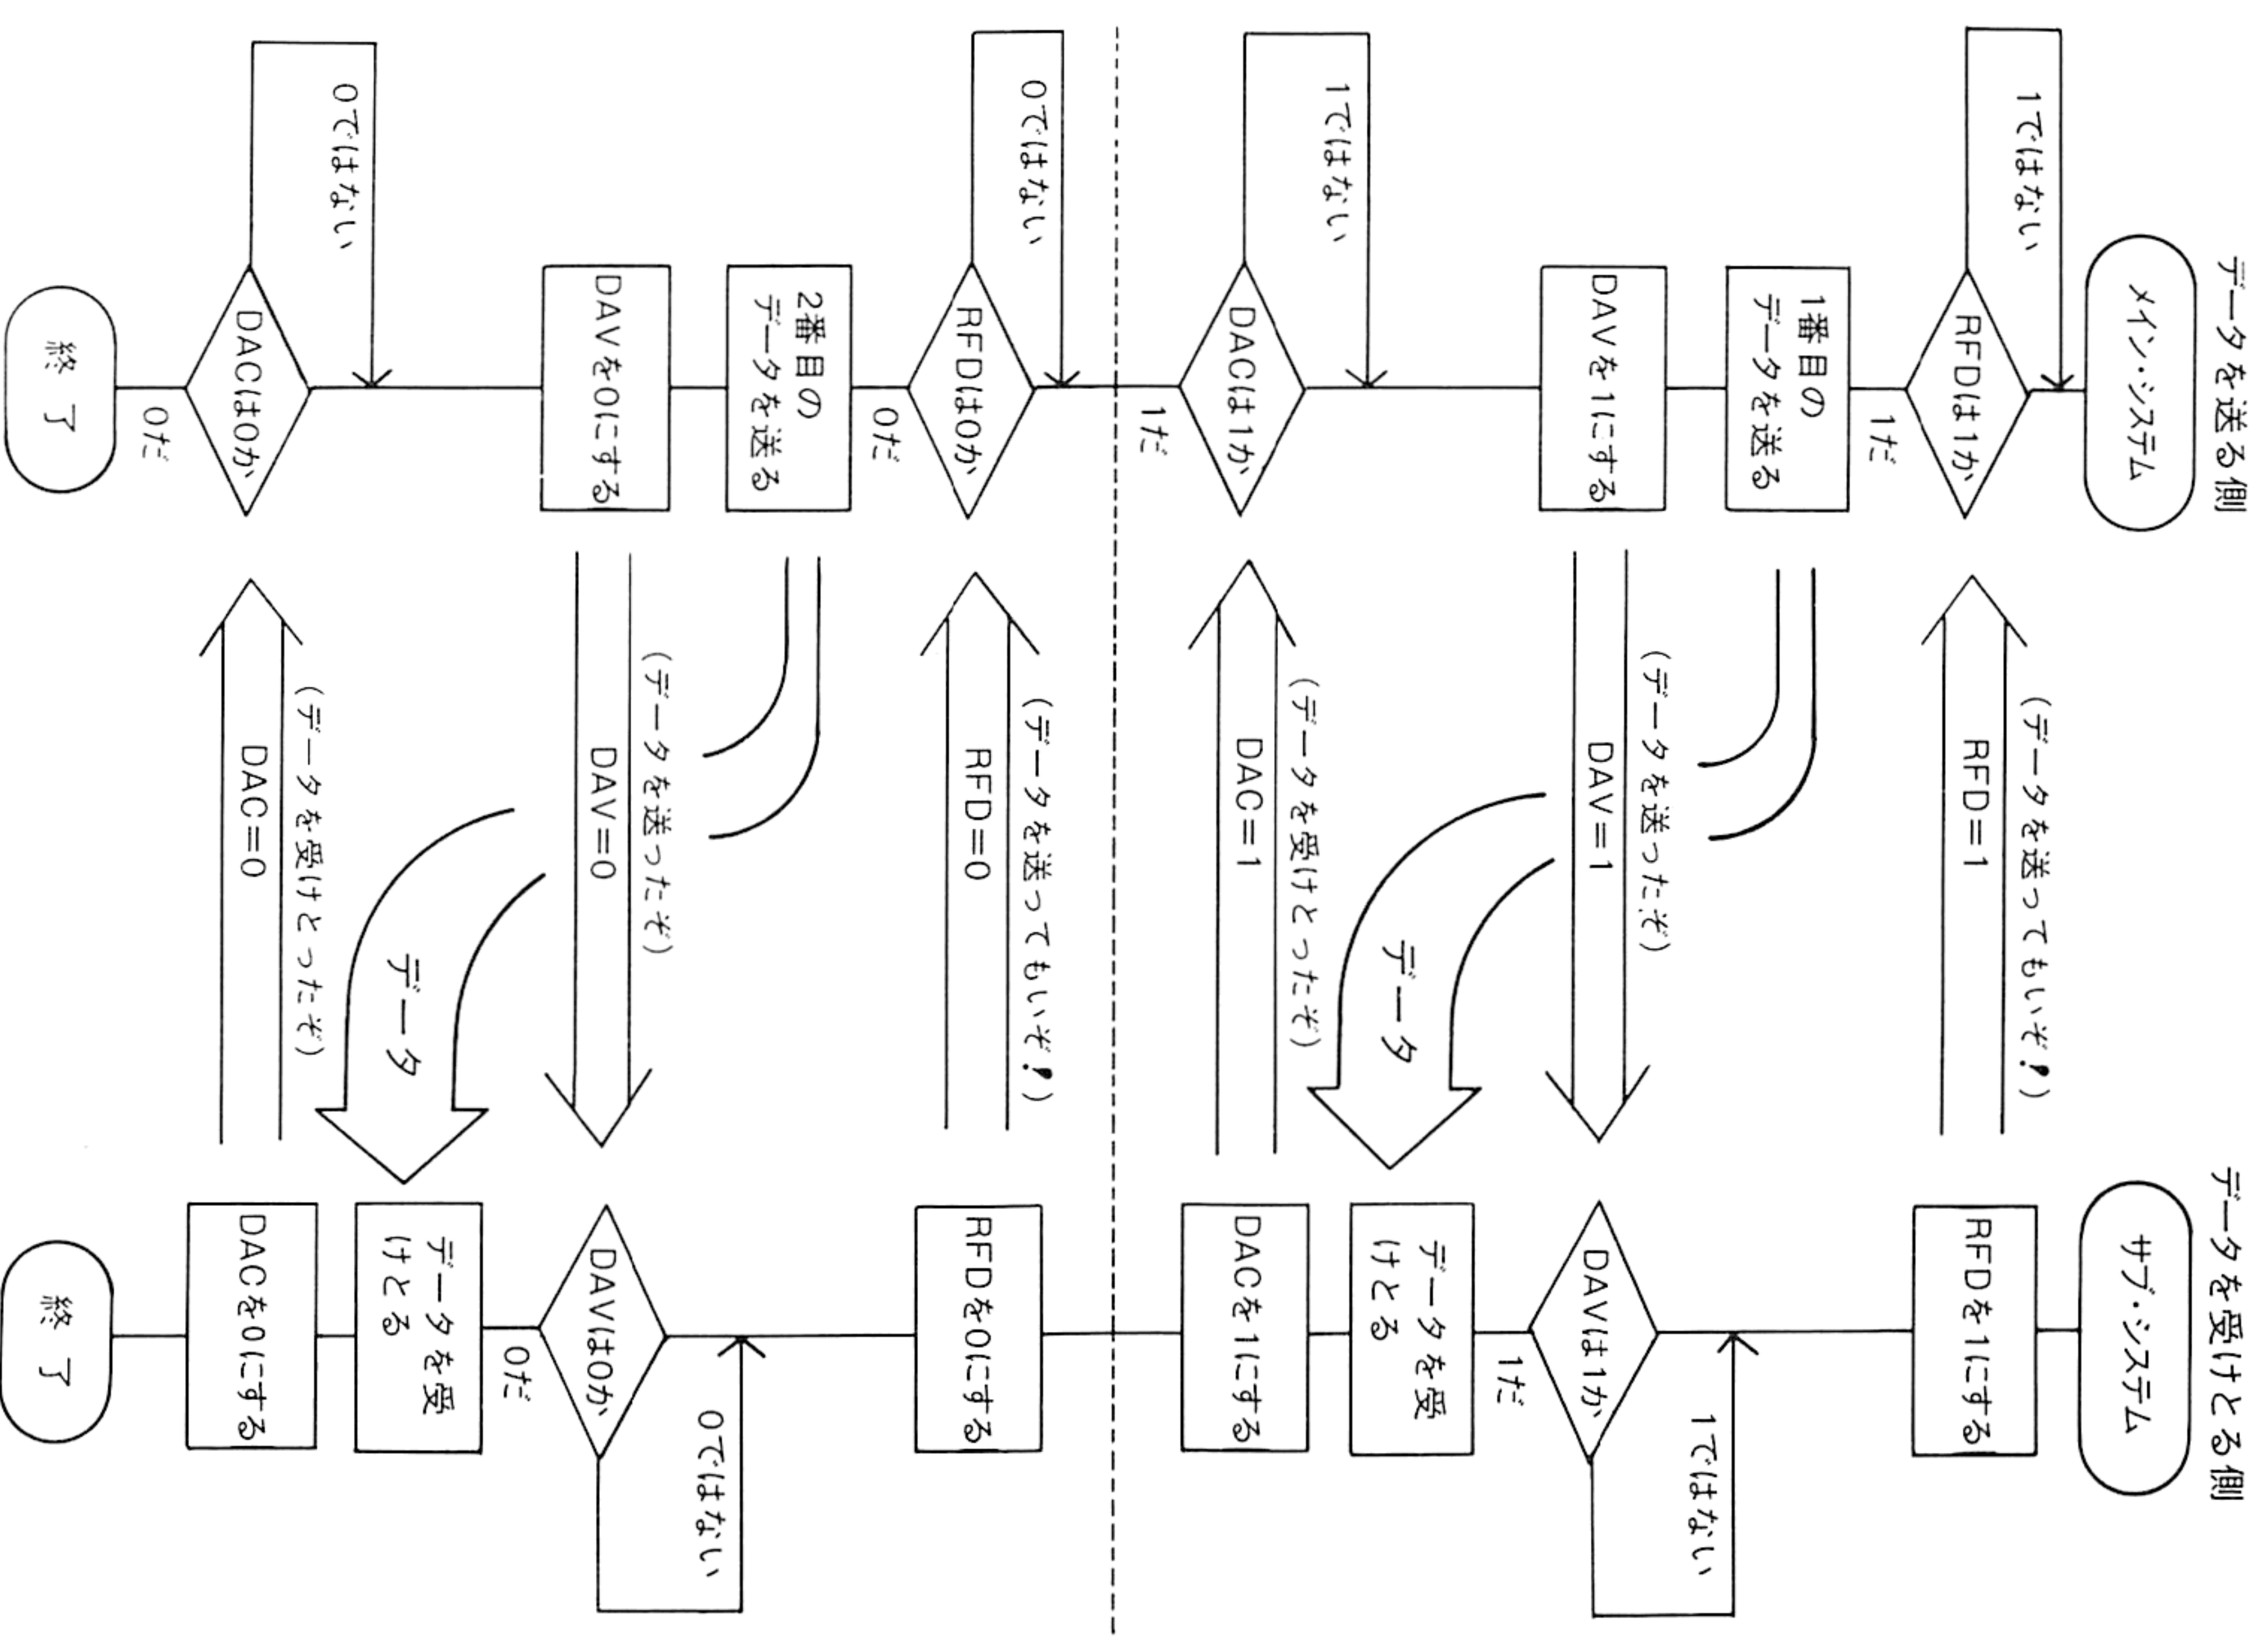 データを送る側
メイン・システム
1ではない
RFDは1か
1だ
1番目の
データを送る
DAVを1にする
1ではない
DACは1か
1だ
0ではない
RFDは0か
0だ
2番目の
データを送る
DAVを0にする
0ではない
DACは0か
0だ
終了
(データを送ってもいいぞ!)
RFD=1
(データを送ったぞ)
DAV=1
データ
(データを受けとったぞ)
DAC=1
(データを送ってもいいぞ!)
RFD=0
(データを送ったぞ)
DAV=0
データ
(データを受けとったぞ)
DAC=0
データを受けとる側
サブ・システム
RFDを1にする
1ではない
DAVは1か
1だ
データを受
けとる
DACを1にする
RFDを0にする
0ではない
DAVは0か
0だ
データを受
けとる
DACを0にする
終了